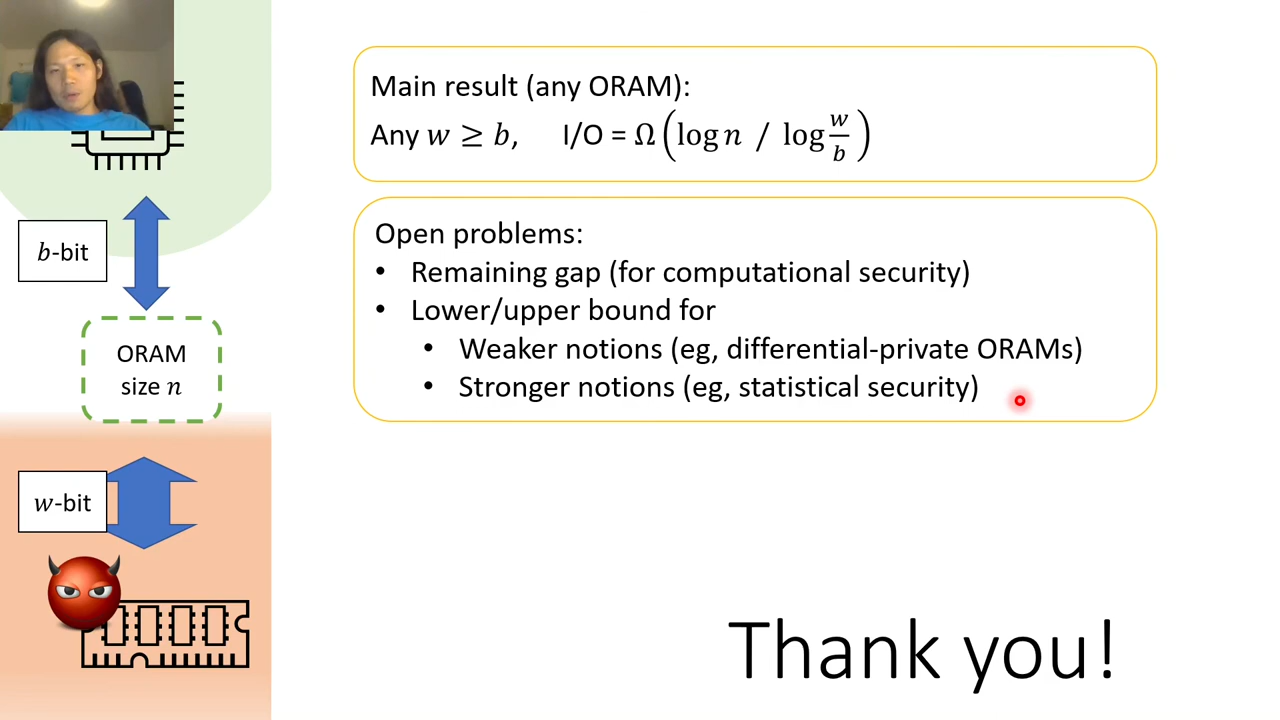 Main result (any ORAM):
Any w ≥ b, I/O = Ω(log n / log w/b)
Open problems:
• Remaining gap (for computational security)
• Lower/upper bound for
• Weaker notions (eg, differential-private ORAMs)
• Stronger notions (eg, statistical security)
b-bit
ORAM
size n
w-bit
Thank you!